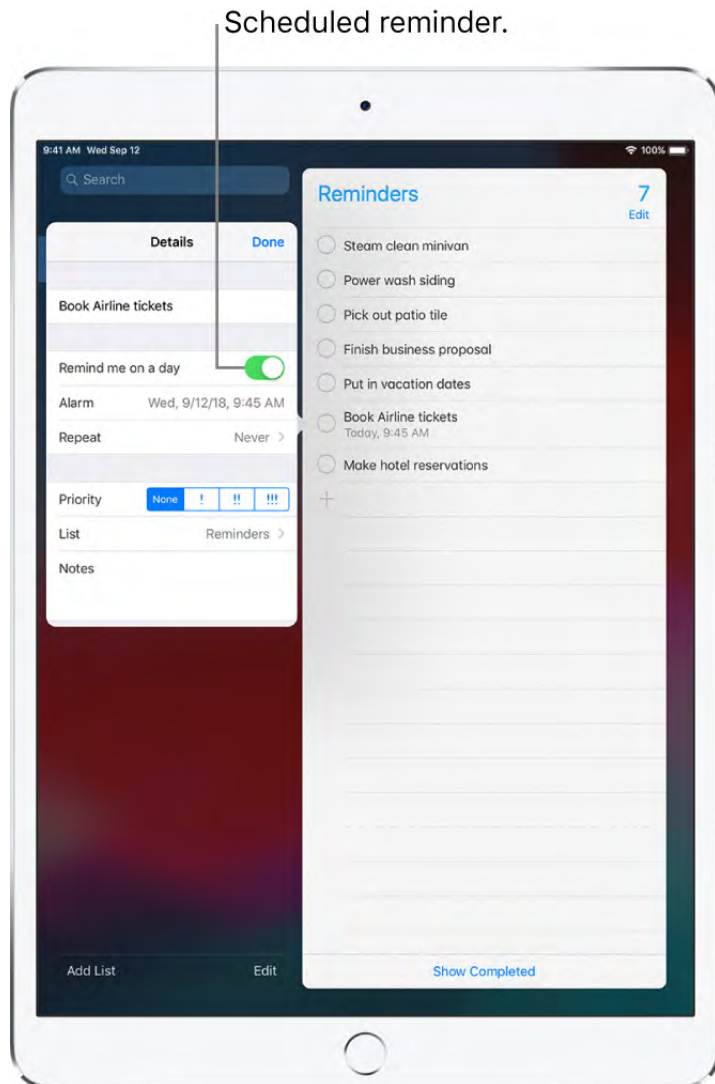 Scheduled reminder.
9:41 AM Wed Sep 12
100%
Search
Details Done
Book Airline tickets
Remind me on a day
Alarm Wed, 9/12/18, 9:45 AM
Repeat Never >
Priority None ! !! !!!
List Reminders >
Notes
Add List Edit
Reminders 7
Edit
Steam clean minivan
Power wash siding
Pick out patio tile
Finish business proposal
Put in vacation dates
Book Airline tickets
Today, 9:45 AM
Make hotel reservations
+
Show Completed